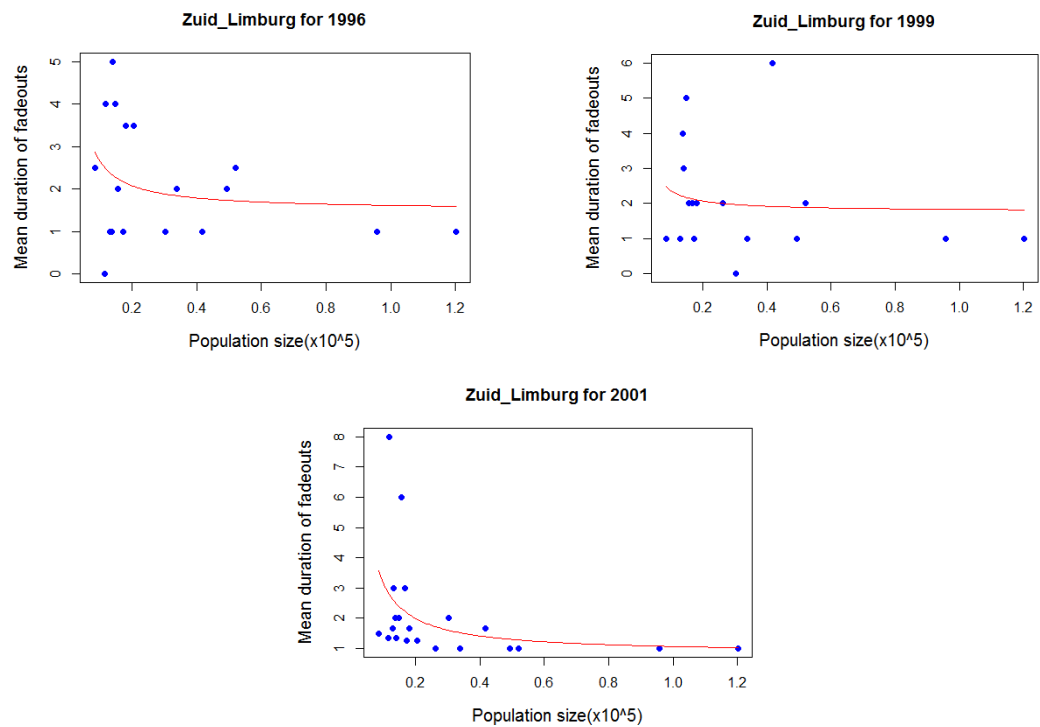 Zuid_Limburg for 1996
Mean duration of fadeouts
5
4
3
2
1
0
0.2 0.4 0.6 0.8 1.0 1.2
Population size(x10^5)
Zuid_Limburg for 1999
Mean duration of fadeouts
6
5
4
3
2
1
0
0.2 0.4 0.6 0.8 1.0 1.2
Population size(x10^5)
Zuid_Limburg for 2001
Mean duration of fadeouts
8
7
6
5
4
3
2
1
0.2 0.4 0.6 0.8 1.0 1.2
Population size(x10^5)